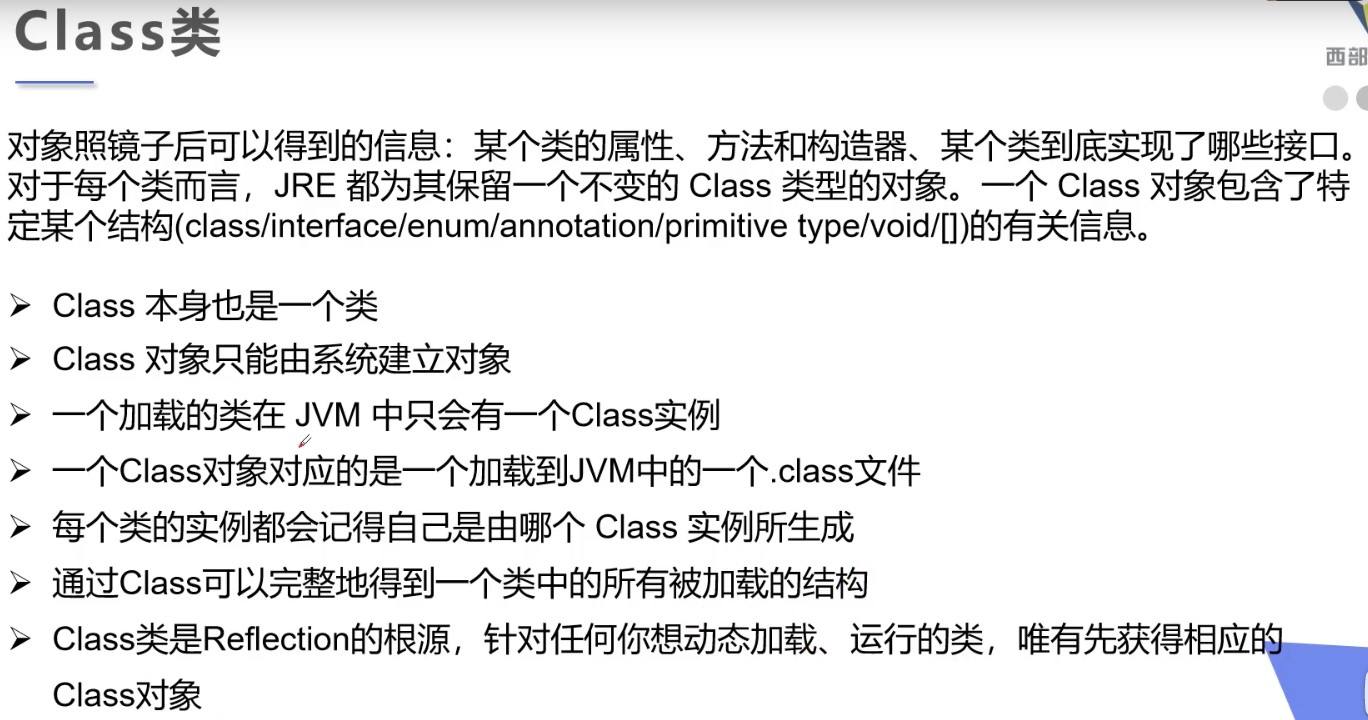 Class类
西部
对象照镜子后可以得到的信息：某个类的属性、方法和构造器、某个类到底实现了哪些接口。
对于每个类而言，JRE 都为其保留一个不变的 Class 类型的对象。一个 Class 对象包含了特
定某个结构(class/interface/enum/annotation/primitive type/void/[])的有关信息。
➢ Class 本身也是一个类
➢ Class 对象只能由系统建立对象
➢ 一个加载的类在 JVM 中只会有一个Class实例
➢ 一个Class对象对应的是一个加载到JVM中的一个.class文件
➢ 每个类的实例都会记得自己是由哪个 Class 实例所生成
➢ 通过Class可以完整地得到一个类中的所有被加载的结构
➢ Class类是Reflection的根源，针对任何你想动态加载、运行的类，唯有先获得相应的
Class对象